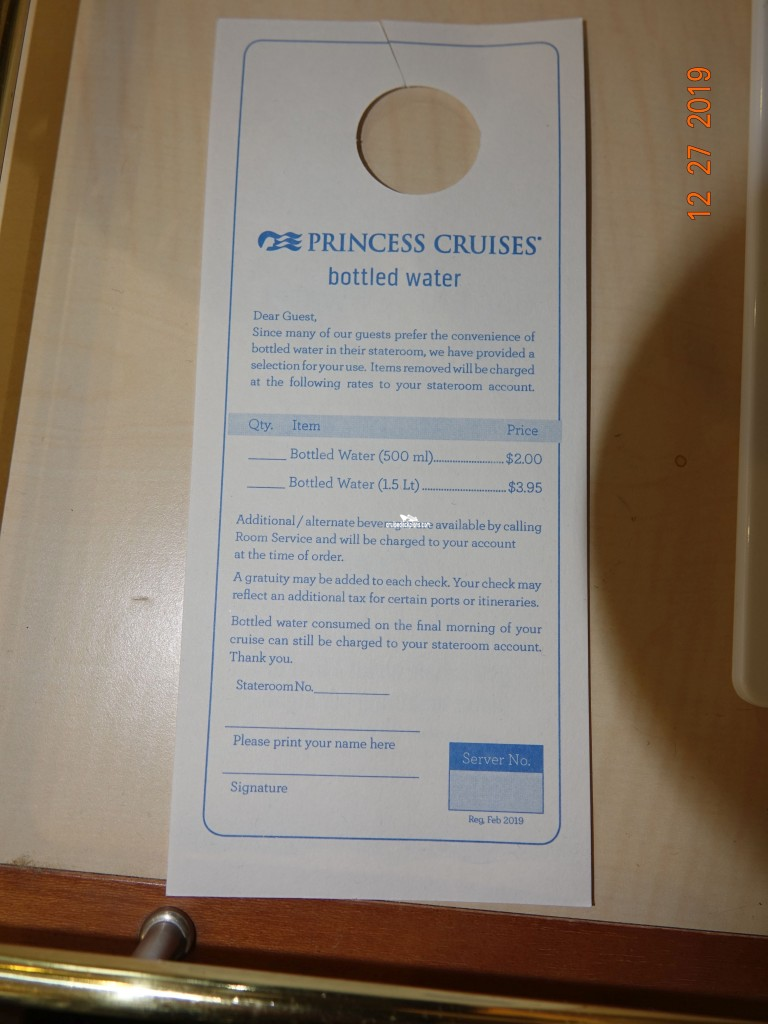 12 27 2019
PRINCESS CRUISES
bottled water
Dear Guest,
Since many of our guests prefer the convenience of
bottled water in their stateroom, we have provided a
selection for your use. Items removed will be charged
at the following rates to your stateroom account.
Qty. Item Price
_____ Bottled Water (500 ml)........................$2.00
_____ Bottled Water (1.5 Lt) .............................$3.95
Additional / alternate available by calling
Room Service and will be charged to your account
at the time of order.
A gratuity may be added to each check. Your check may
reflect an additional tax for certain ports or itineraries.
Bottled water consumed on the final morning of your
cruise can still be charged to your stateroom account.
Thank you.
Stateroom No.__________
Please print your name here
Signature
Server No.
Reg. Feb 2019